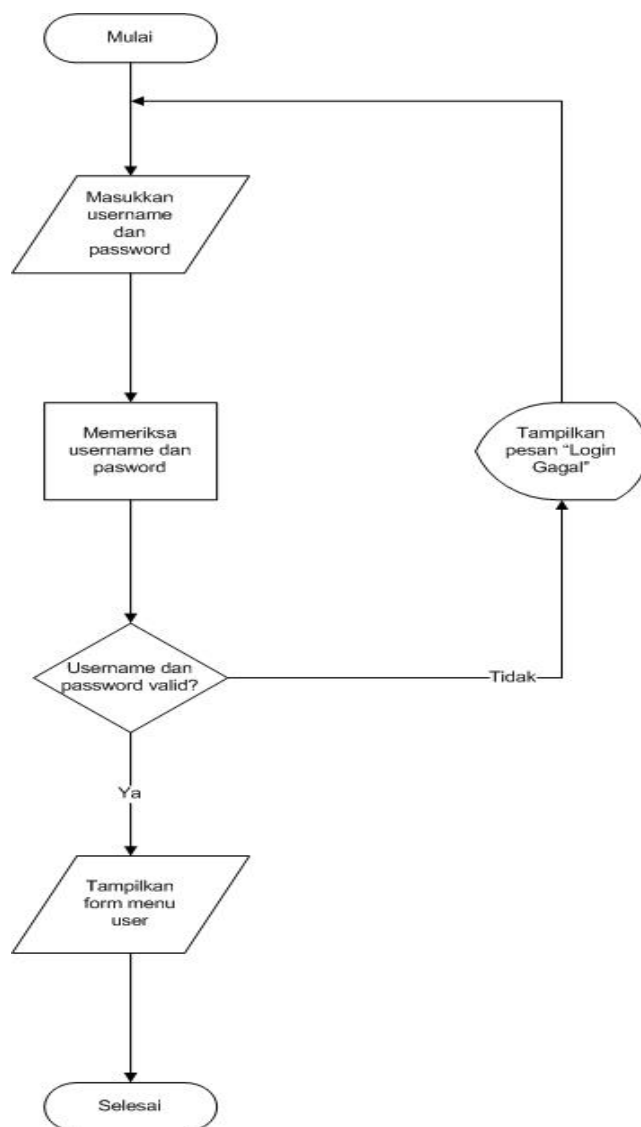 Mulai
Masukkan
username
dan
password
Memeriksa
username dan
pasword
Tampilkan
pesan “Login
Gagal”
Username dan
password valid?
Tidak
Ya
Tampilkan
form menu
user
Selesai